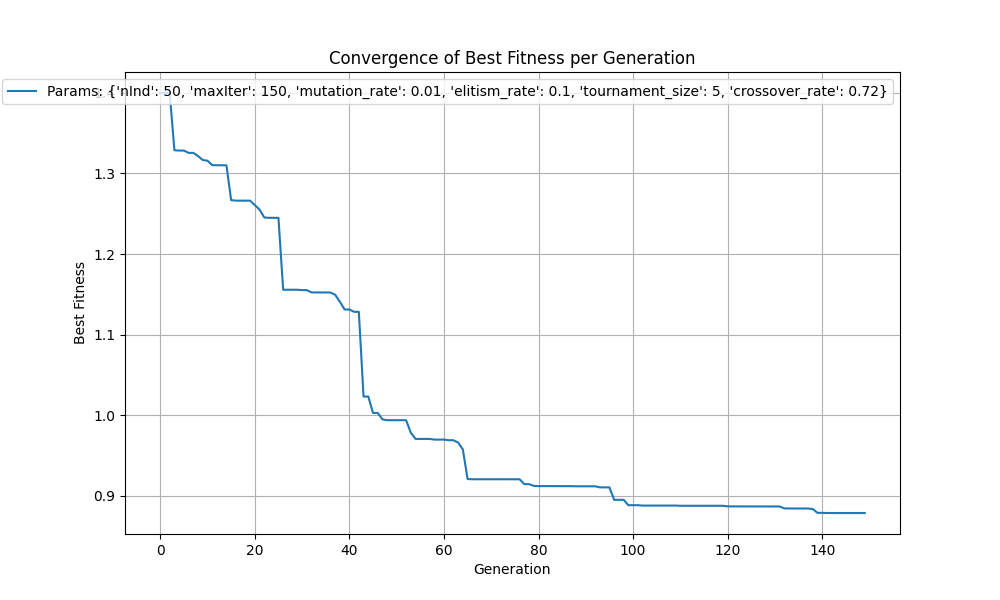 Convergence of Best Fitness per Generation
Params: {'nInd': 50, 'maxIter': 150, 'mutation_rate': 0.01, 'elitism_rate': 0.1, 'tournament_size': 5, 'crossover_rate': 0.72}
1.4
1.3
1.2
1.1
1.0
0.9
Best Fitness
0 20 40 60 80 100 120 140
Generation